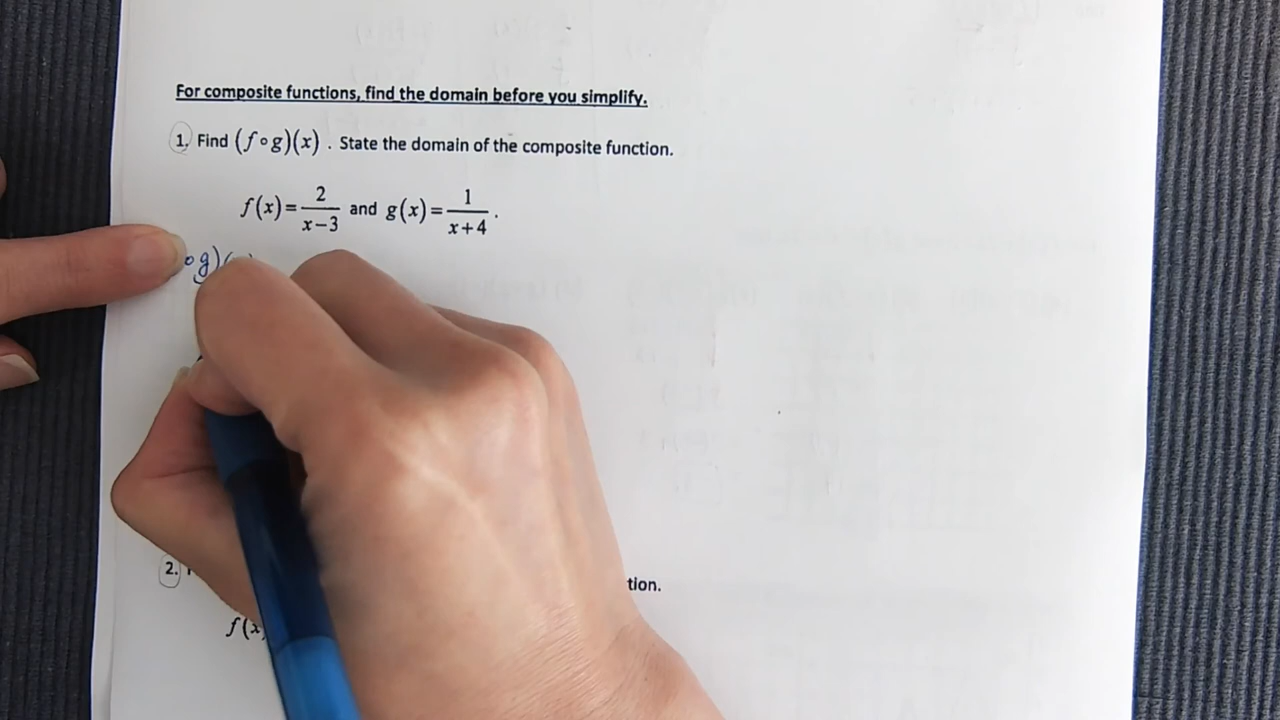 For composite functions, find the domain before you simplify.
1. Find (f∘g)(x) . State the domain of the composite function.
f(x)=2/(x−3) and g(x)=1/(x+4).
∘g)(
2.
tion.
f(x